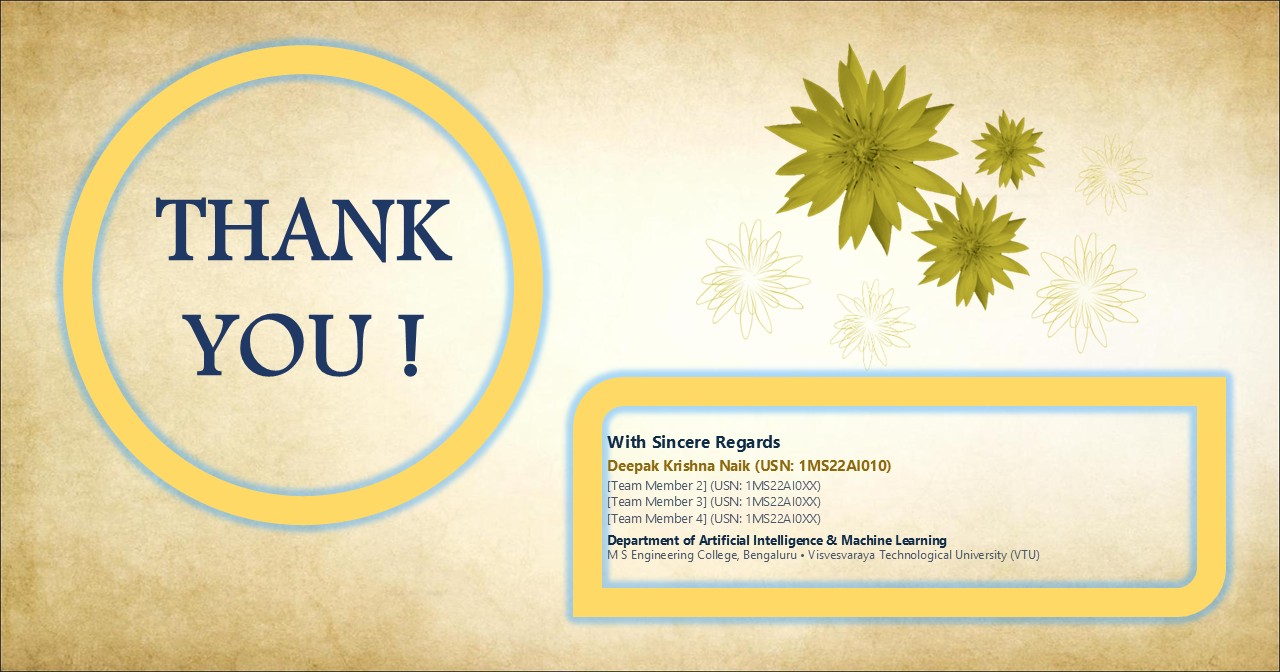 THANK
YOU !
With Sincere Regards
Deepak Krishna Naik (USN: 1MS22AI010)
[Team Member 2] (USN: 1MS22AI0XX)
[Team Member 3] (USN: 1MS22AI0XX)
[Team Member 4] (USN: 1MS22AI0XX)
Department of Artificial Intelligence & Machine Learning
M S Engineering College, Bengaluru • Visvesvaraya Technological University (VTU)